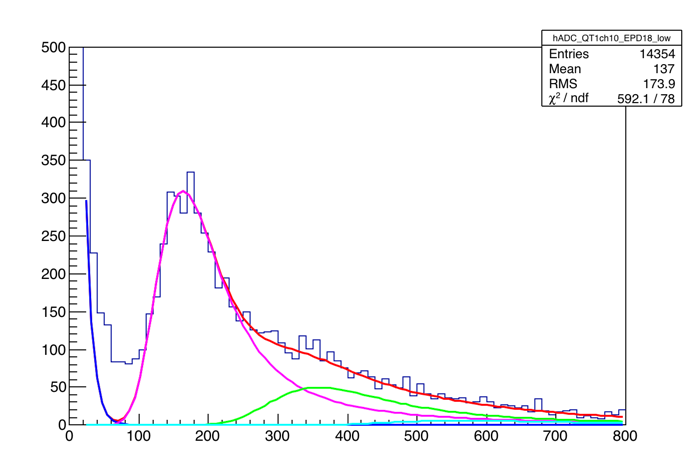 hADC_QT1ch10_EPD18_low
Entries 14354
Mean 137
RMS 173.9
χ² / ndf 592.1 / 78
500
450
400
350
300
250
200
150
100
50
0
0 100 200 300 400 500 600 700 800